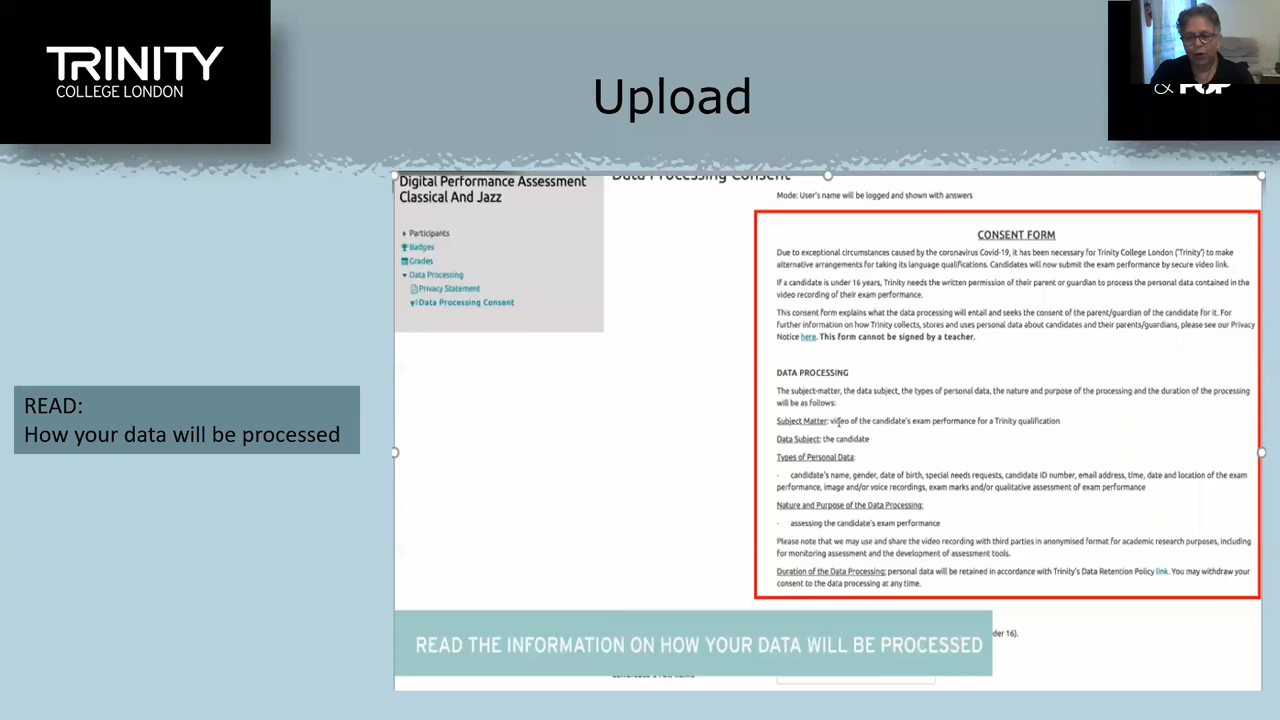 TRINITY
COLLEGE LONDON
Upload
& POP
Digital Performance Assessment
Classical And Jazz
Participants
Badges
Grades
Data Processing
Privacy Statement
Data Processing Consent
Data Processing Consent
Mode: User's name will be logged and shown with answers
CONSENT FORM
Due to exceptional circumstances caused by the coronavirus Covid-19, it has been necessary for Trinity College London ('Trinity') to make
alternative arrangements for taking its language qualifications. Candidates will now submit the exam performance by secure video link.
If a candidate is under 16 years, Trinity needs the written permission of their parent or guardian to process the personal data contained in the
video recording of their exam performance.
This consent form explains what the data processing will entail and seeks the consent of the parent/guardian of the candidate for it. For
further information on how Trinity collects, stores and uses personal data about candidates and their parents/guardians, please see our Privacy
Notice here. This form cannot be signed by a teacher.
DATA PROCESSING
The subject-matter, the data subject, the types of personal data, the nature and purpose of the processing and the duration of the processing
will be as follows:
Subject Matter: video of the candidate's exam performance for a Trinity qualification
Data Subject: the candidate
Types of Personal Data:
· candidate's name, gender, date of birth, special needs requests, candidate ID number, email address, time, date and location of the exam
performance, image and/or voice recordings, exam marks and/or qualitative assessment of exam performance
Nature and Purpose of the Data Processing:
· assessing the candidate's exam performance
Please note that we may use and share the video recording with third parties in anonymised format for academic research purposes, including
for monitoring assessment and the development of assessment tools.
Duration of the Data Processing: personal data will be retained in accordance with Trinity's Data Retention Policy link. You may withdraw your
consent to the data processing at any time.
READ:
How your data will be processed
der 16).
READ THE INFORMATION ON HOW YOUR DATA WILL BE PROCESSED